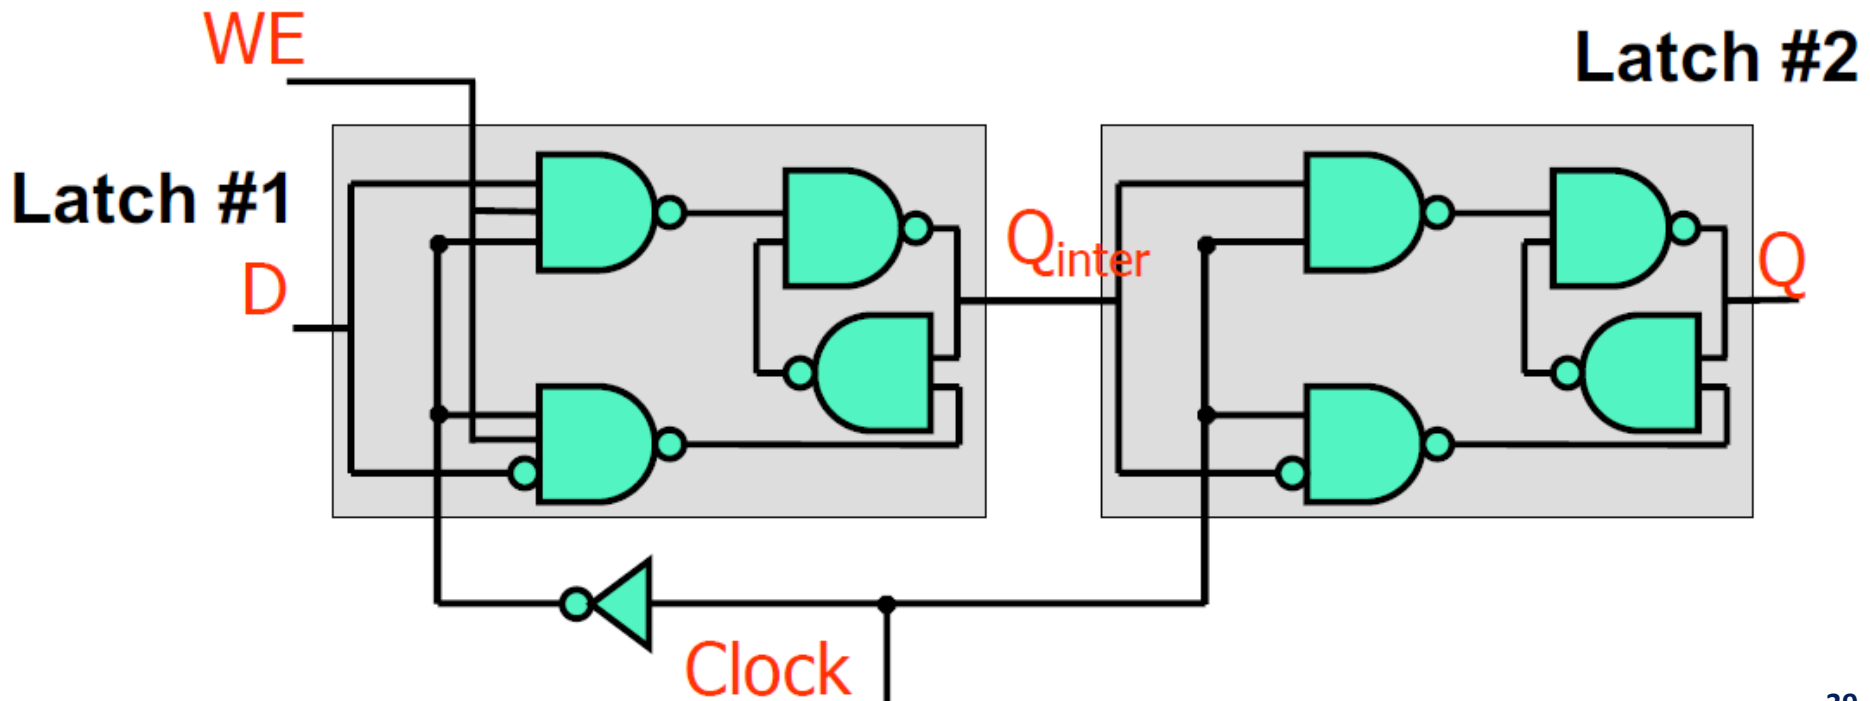 WE
Latch #2
Latch #1
Qinter
D
Q
Clock